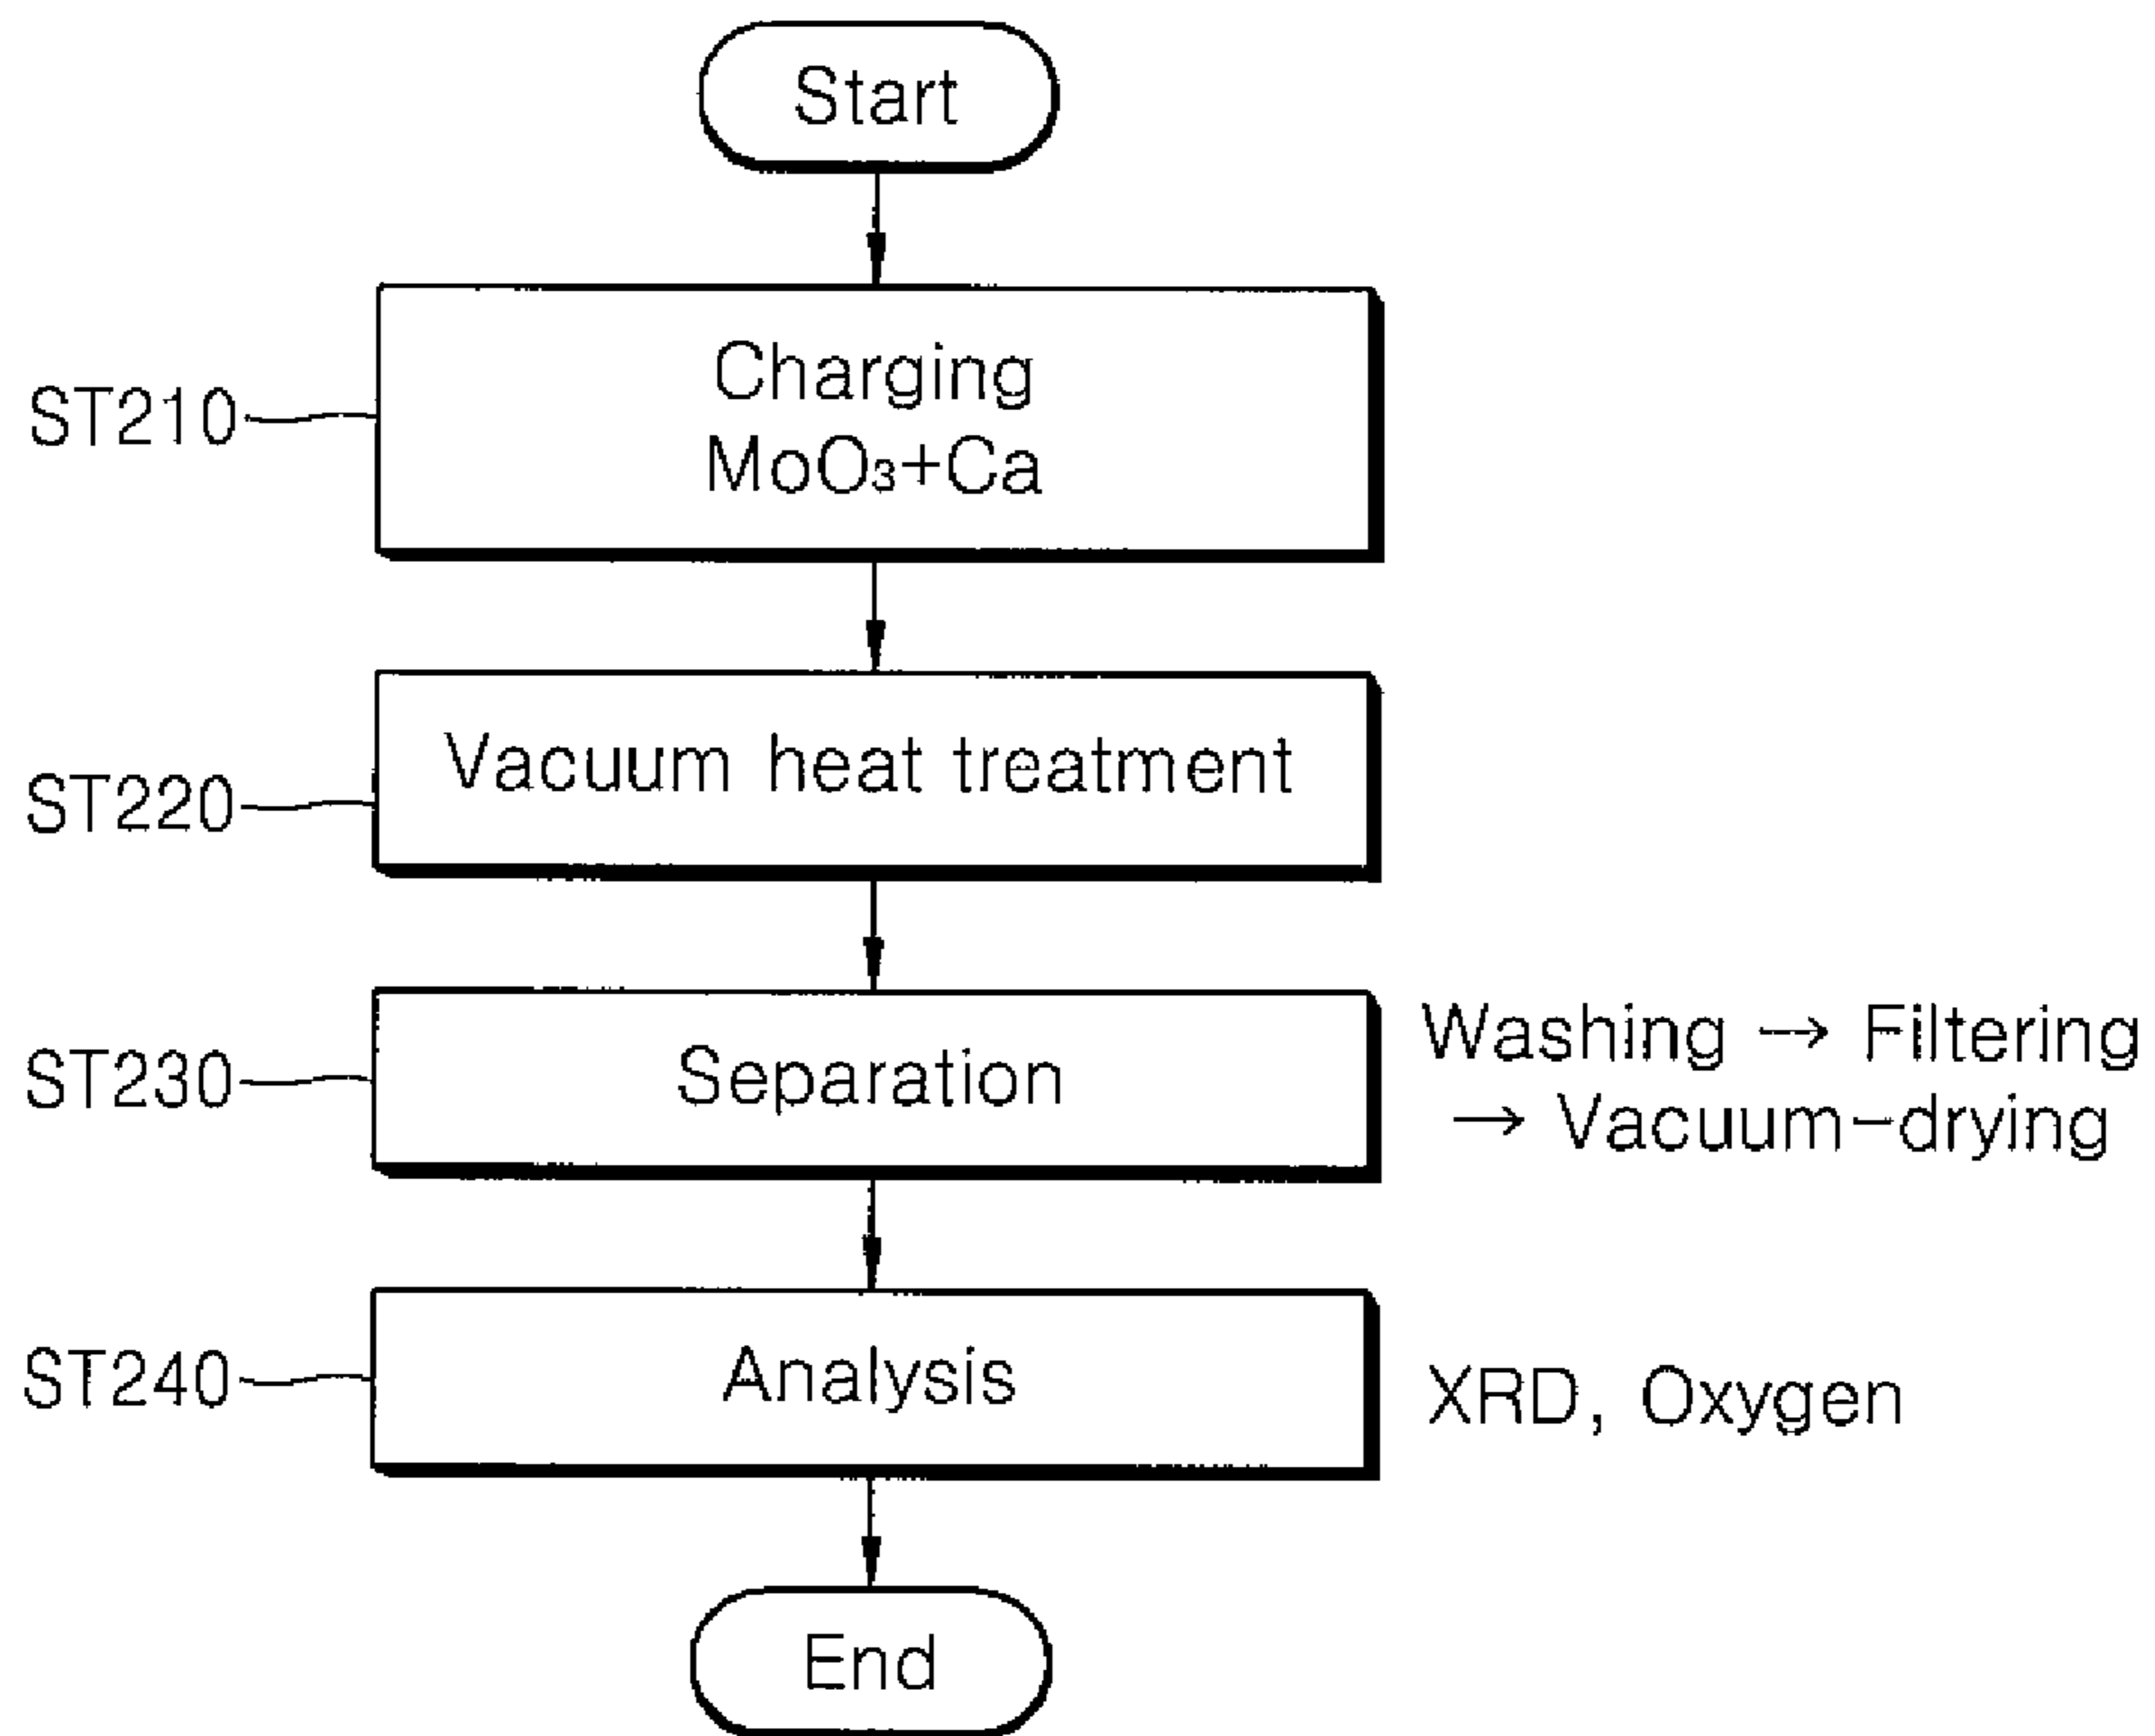 Start
Charging
ST210
MoO₃+Ca
Vacuum heat treatment
ST220
Washing → Filtering
ST230
Separation
→ Vacuum-drying
ST240
Analysis
XRD, Oxygen
End